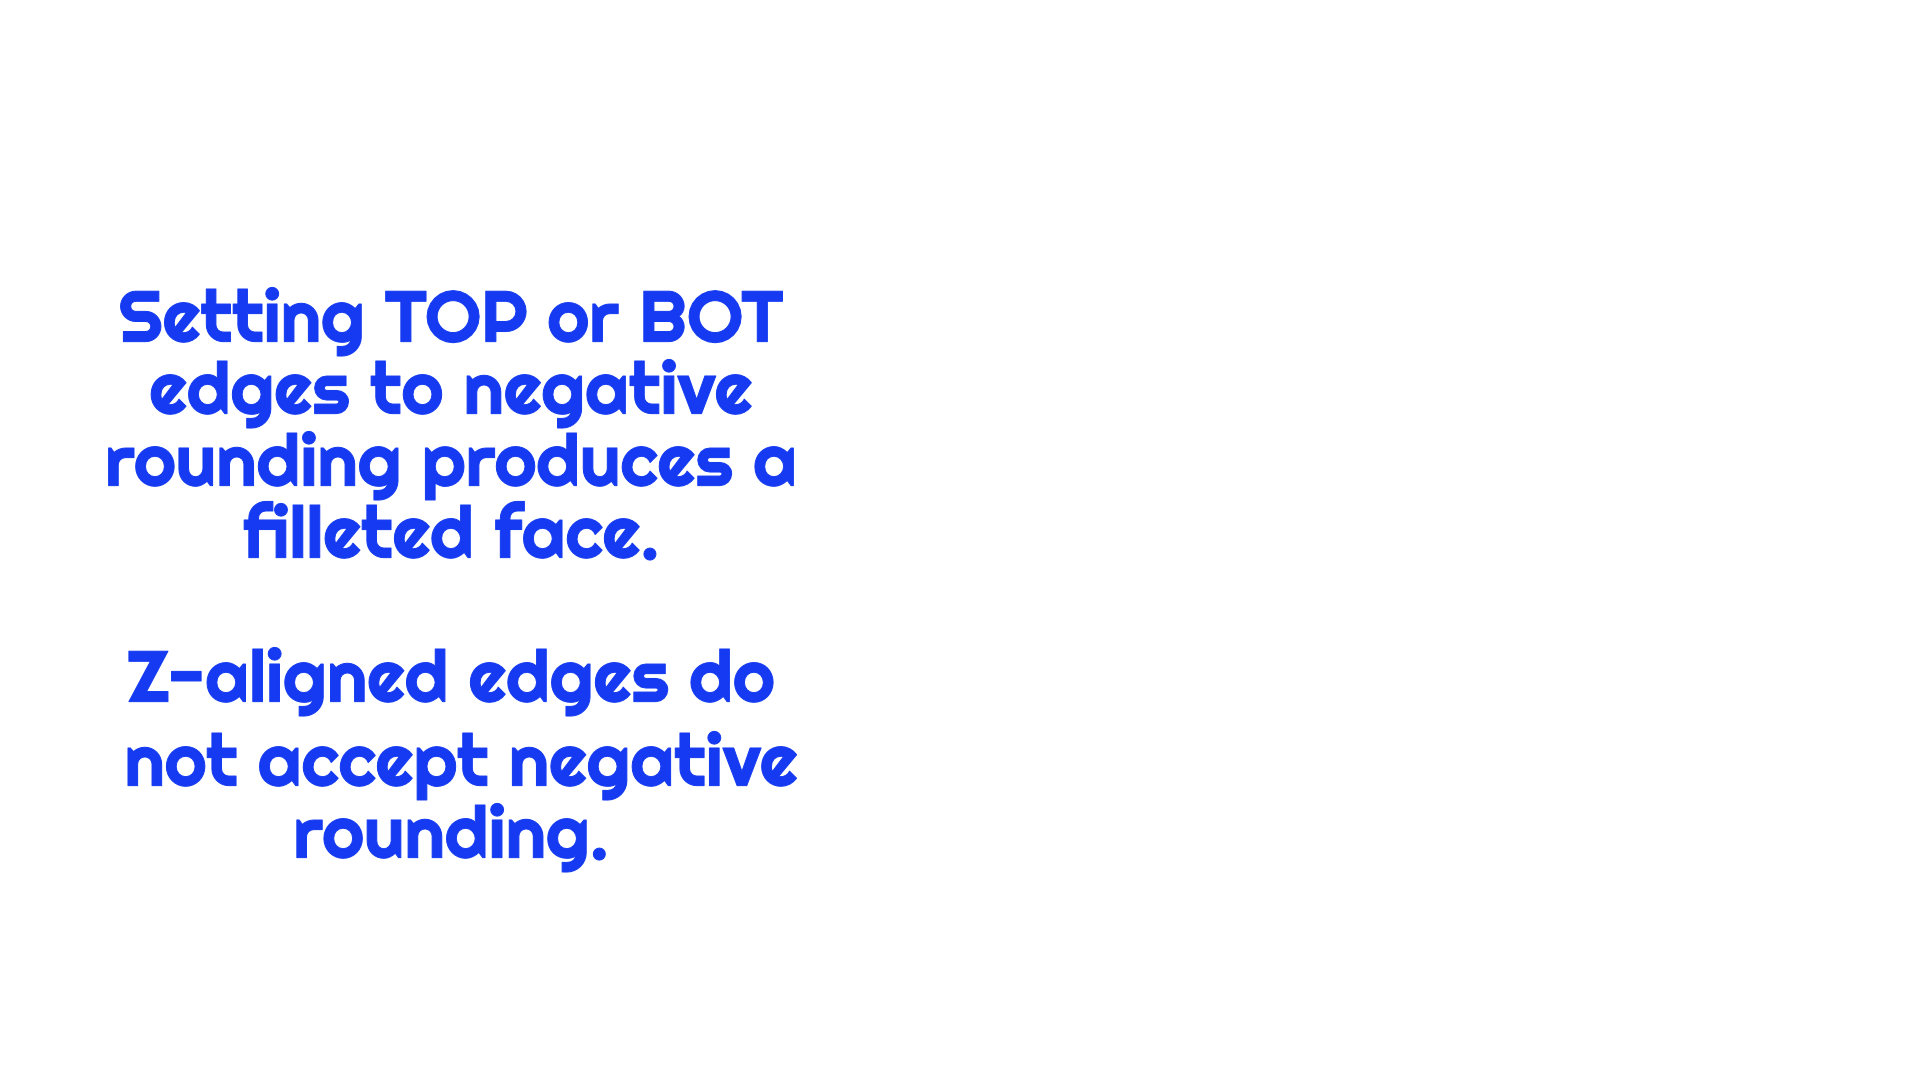 Setting TOP or BOT
edges to negative
rounding produces a
filleted face.
Z-aligned edges do
not accept negative
rounding.